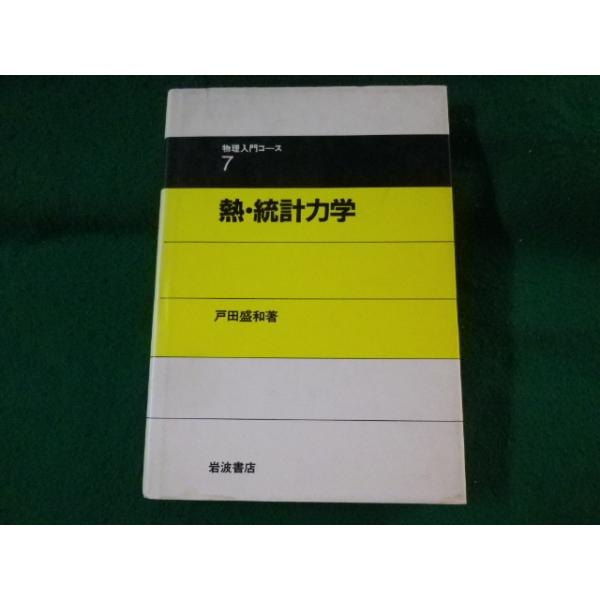 物理入門コース
7
熱・統計力学
戸田盛和著
岩波書店